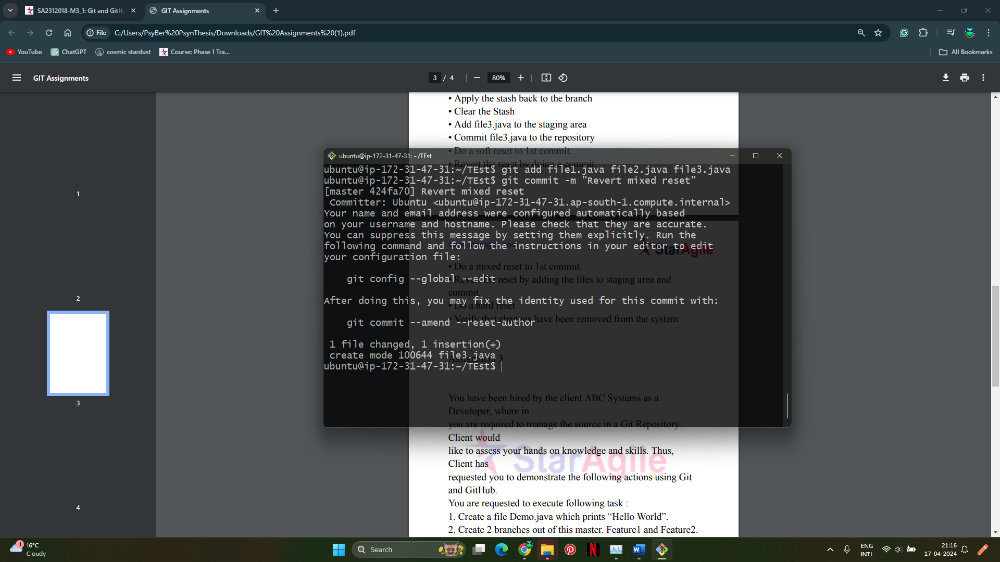 SA2312018-M3_1: Git and GitH
GIT Assignments
File
C:/Users/PsyBer%20PsynThesis/Downloads/GIT%20Assignments%20(1).pdf
YouTube
ChatGPT
cosmic stardust
Course: Phase 1 Tra...
All Bookmarks
GIT Assignments
3 / 4
80%
1
2
3
4
• Apply the stash back to the branch
• Clear the Stash
• Add file3.java to the staging area
• Commit file3.java to the repository
• Do a soft reset to 1st commit.
• Revert the reset by doing a commit.
ubuntu@ip-172-31-47-31: ~/TEst
ubuntu@ip-172-31-47-31:~/TEst$ git add file1.java file2.java file3.java
ubuntu@ip-172-31-47-31:~/TEst$ git commit -m "Revert mixed reset"
[master 424fa70] Revert mixed reset
Committer: Ubuntu <ubuntu@ip-172-31-47-31.ap-south-1.compute.internal>
Your name and email address were configured automatically based
on your username and hostname. Please check that they are accurate.
You can suppress this message by setting them explicitly. Run the
following command and follow the instructions in your editor to edit
your configuration file:
git config --global --edit
After doing this, you may fix the identity used for this commit with:
git commit --amend --reset-author
1 file changed, 1 insertion(+)
create mode 100644 file3.java
ubuntu@ip-172-31-47-31:~/TEst$
StarAgile
• Do a mixed reset to 1st commit.
reset by adding the files to staging area and
commit.
• Do a hard reset
• Verify that changes have been removed from the system
Assignment 3
You have been hired by the client ABC Systems as a
Developer, where in
you are required to manage the source in a Git Repository.
Client would
like to assess your hands on knowledge and skills. Thus,
Client has
StarAgile
requested you to demonstrate the following actions using Git
and GitHub.
You are requested to execute following task :
1. Create a file Demo.java which prints “Hello World”.
2. Create 2 branches out of this master. Feature1 and Feature2.
1
16°C
Cloudy
Search
ENG
INTL
21:16
17-04-2024